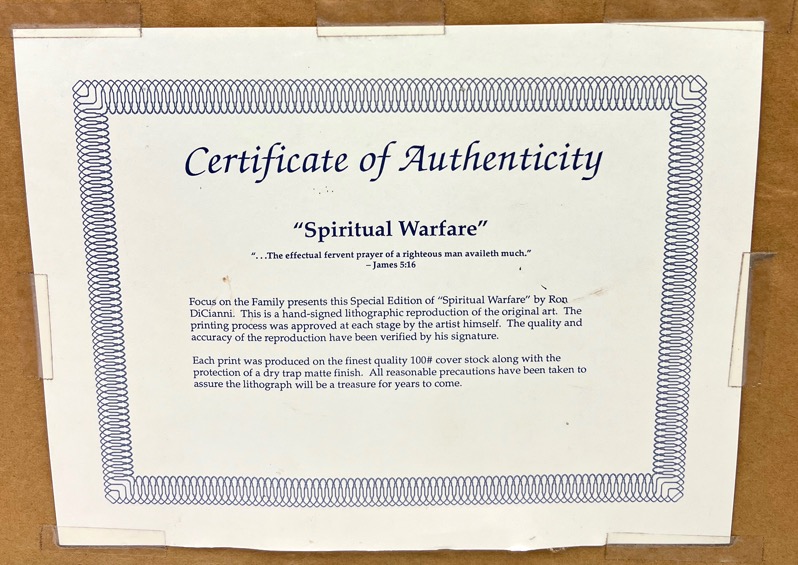 Certificate of Authenticity
“Spiritual Warfare”
“. . .The effectual fervent prayer of a righteous man availeth much.”
– James 5:16
Focus on the Family presents this Special Edition of “Spiritual Warfare” by Ron
DiCianni. This is a hand-signed lithographic reproduction of the original art. The
printing process was approved at each stage by the artist himself. The quality and
accuracy of the reproduction have been verified by his signature.
Each print was produced on the finest quality 100# cover stock along with the
protection of a dry trap matte finish. All reasonable precautions have been taken to
assure the lithograph will be a treasure for years to come.